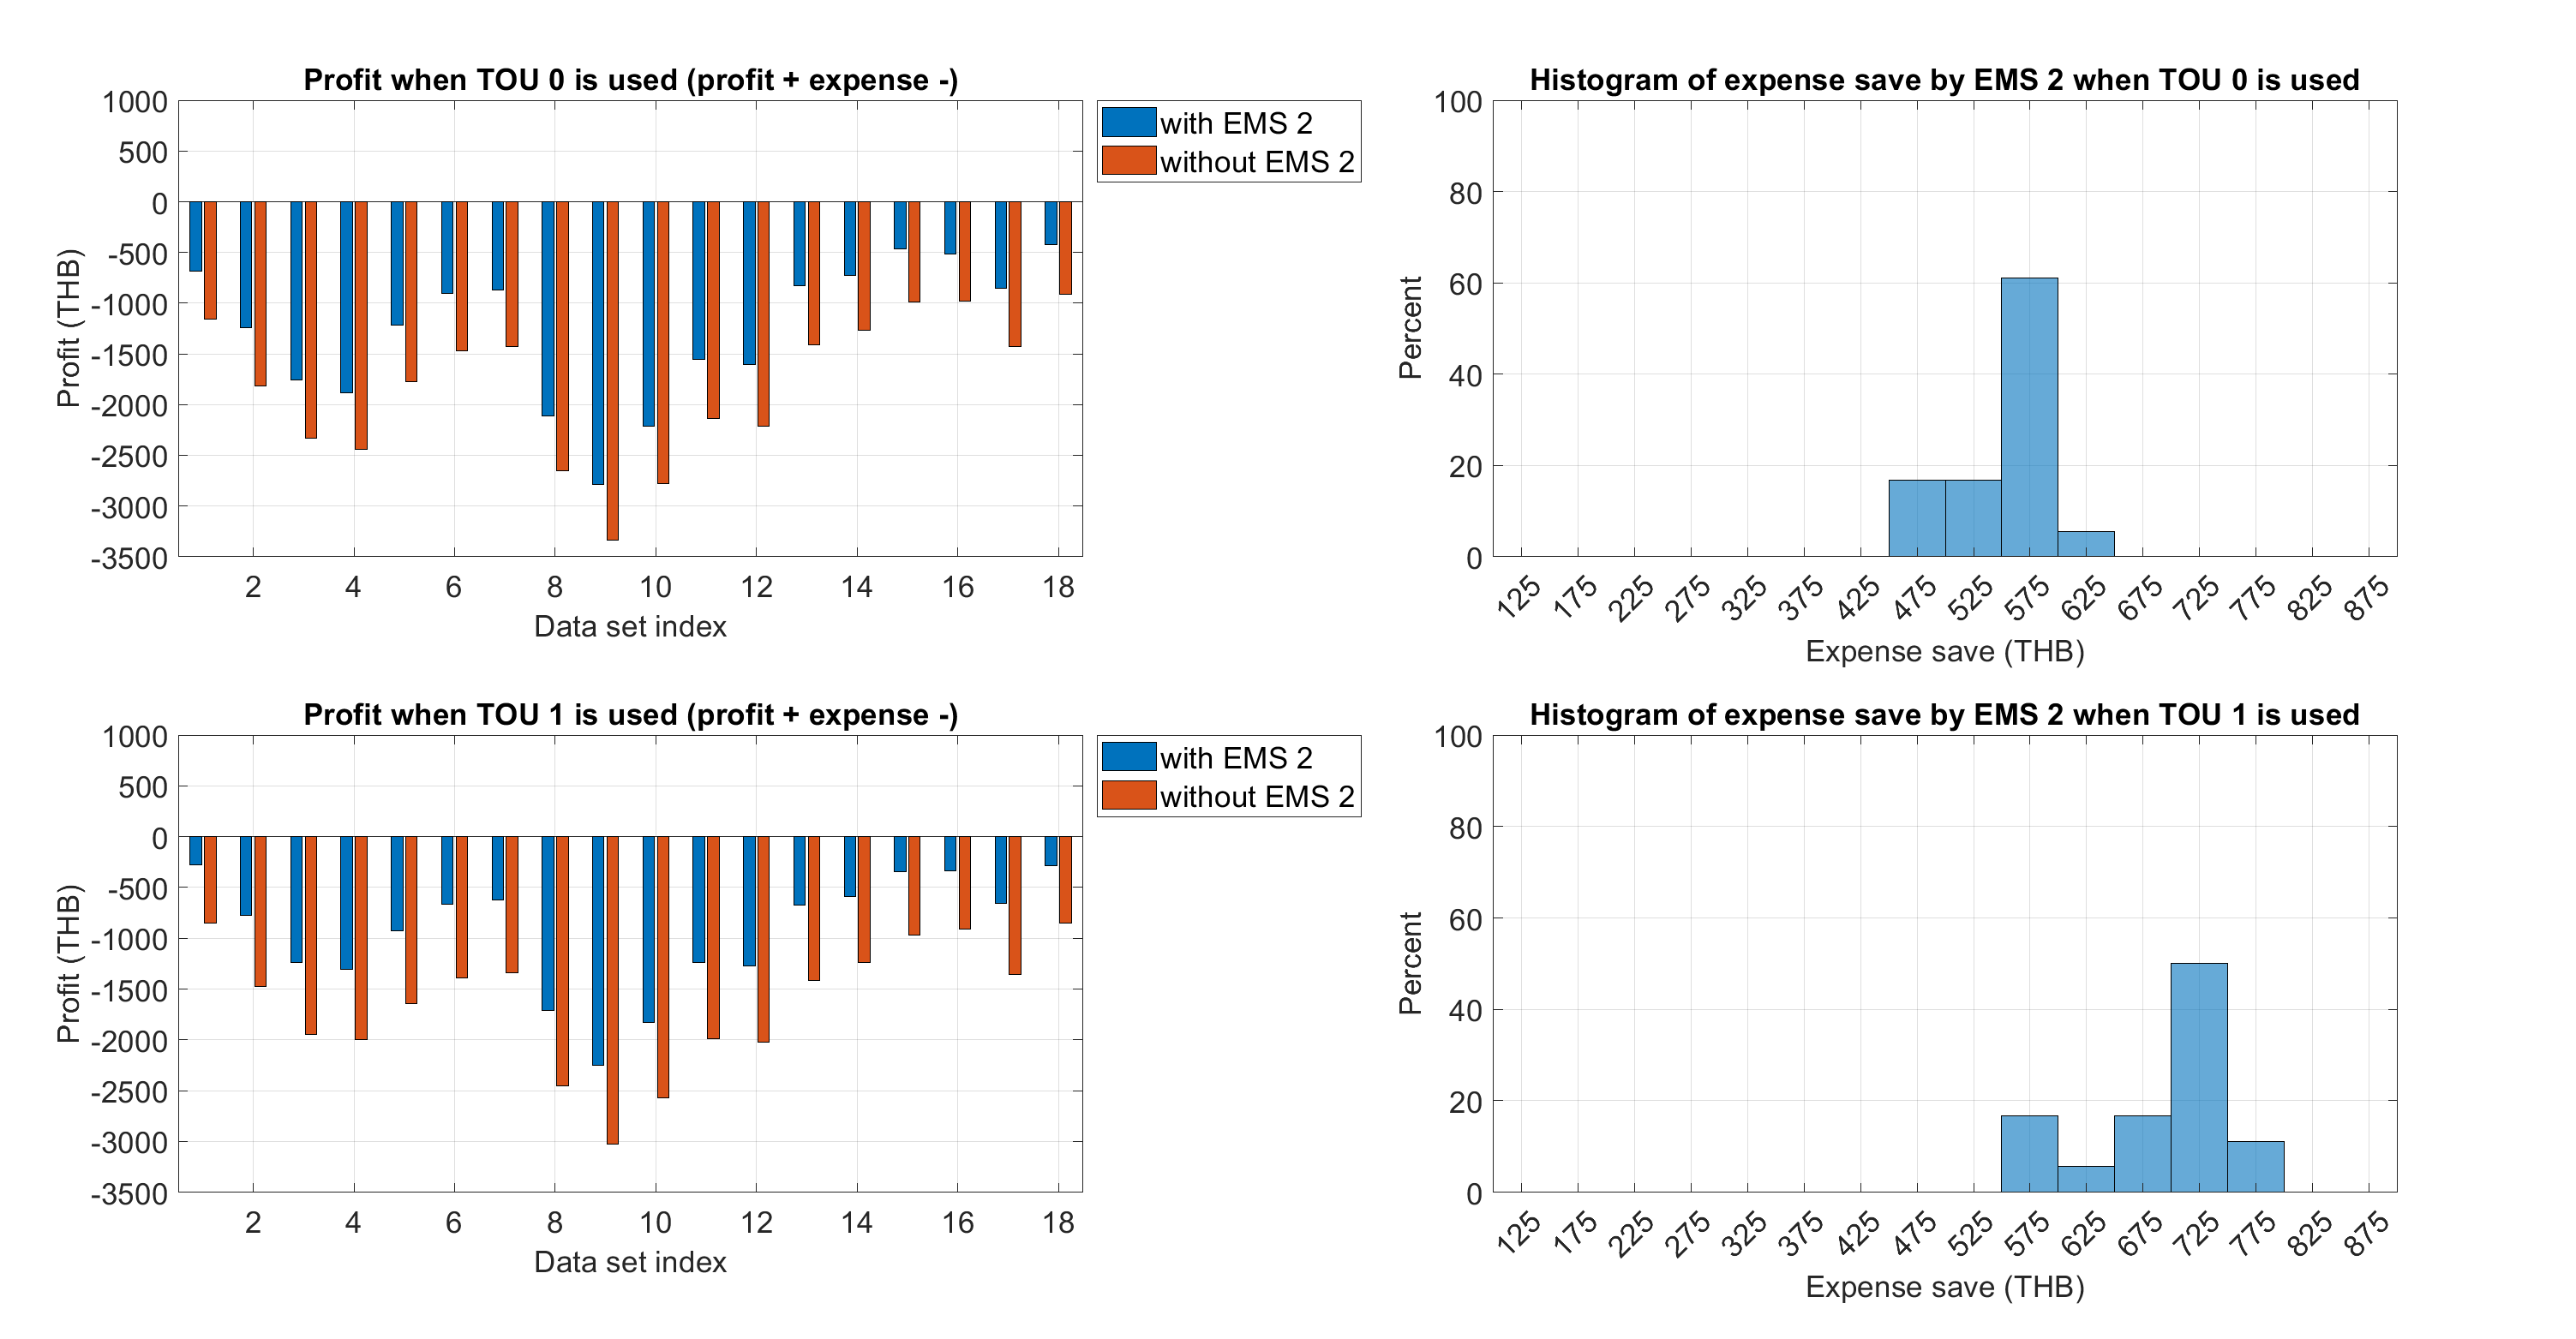 Profit when TOU 0 is used (profit + expense -)
1000
500
0
-500
-1000
-1500
-2000
-2500
-3000
-3500
Profit (THB)
2 4 6 8 10 12 14 16 18
Data set index
with EMS 2
without EMS 2
Histogram of expense save by EMS 2 when TOU 0 is used
100
80
60
40
20
0
Percent
125 175 225 275 325 375 425 475 525 575 625 675 725 775 825 875
Expense save (THB)
Profit when TOU 1 is used (profit + expense -)
1000
500
0
-500
-1000
-1500
-2000
-2500
-3000
-3500
Profit (THB)
2 4 6 8 10 12 14 16 18
Data set index
with EMS 2
without EMS 2
Histogram of expense save by EMS 2 when TOU 1 is used
100
80
60
40
20
0
Percent
125 175 225 275 325 375 425 475 525 575 625 675 725 775 825 875
Expense save (THB)